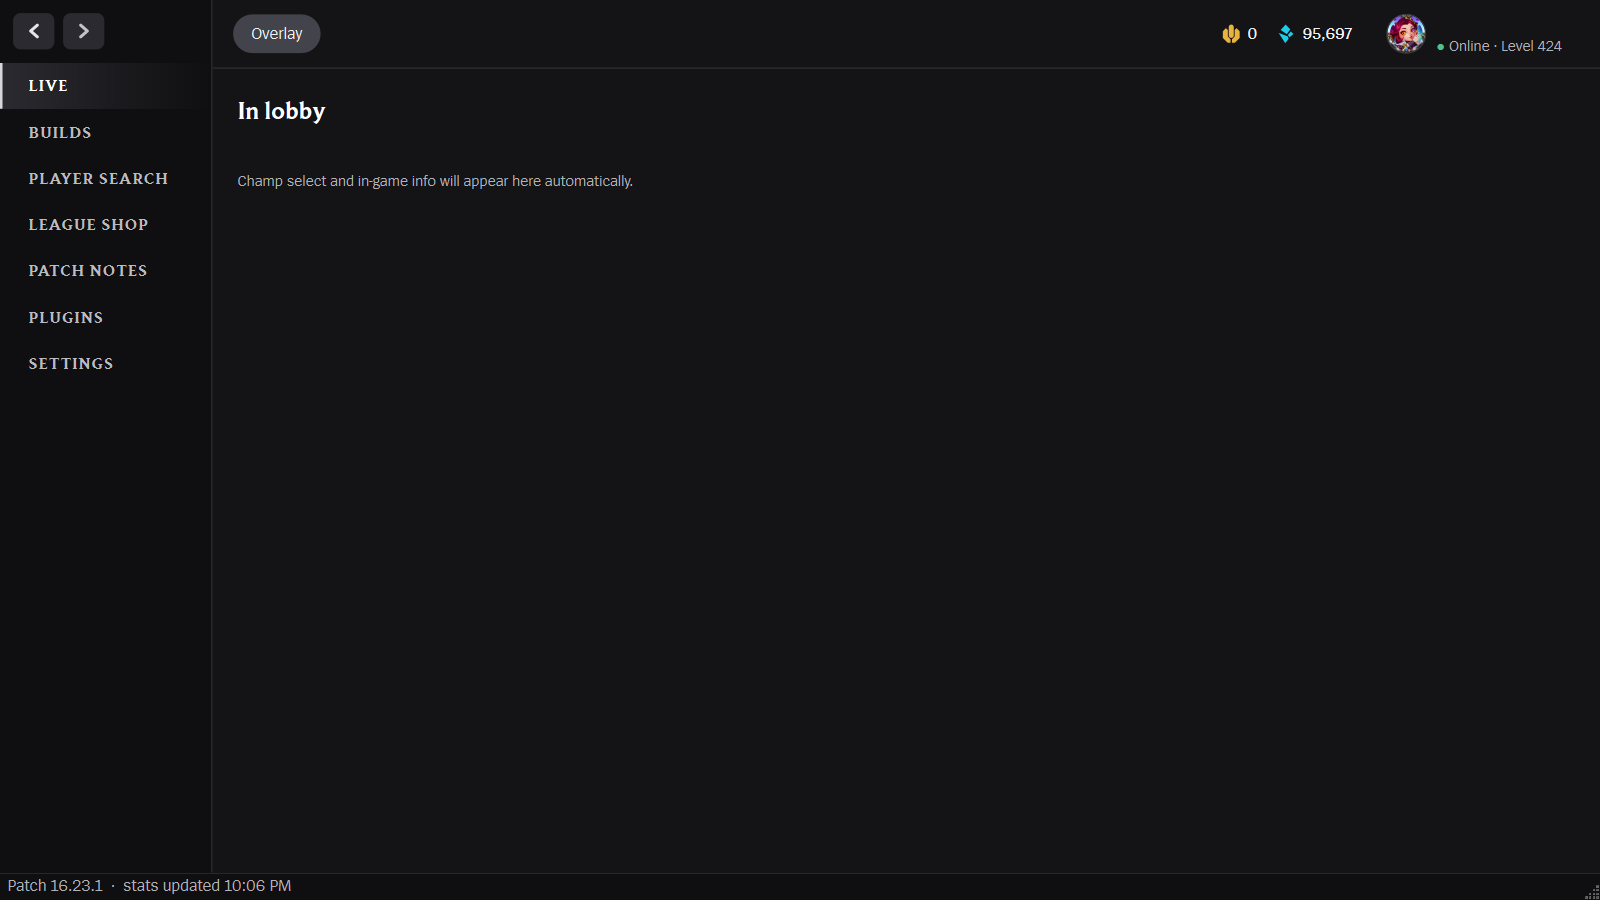 Overlay
0
95,697
● Online · Level 424
LIVE
BUILDS
PLAYER SEARCH
LEAGUE SHOP
PATCH NOTES
PLUGINS
SETTINGS
In lobby
Champ select and in-game info will appear here automatically.
Patch 16.23.1 · stats updated 10:06 PM